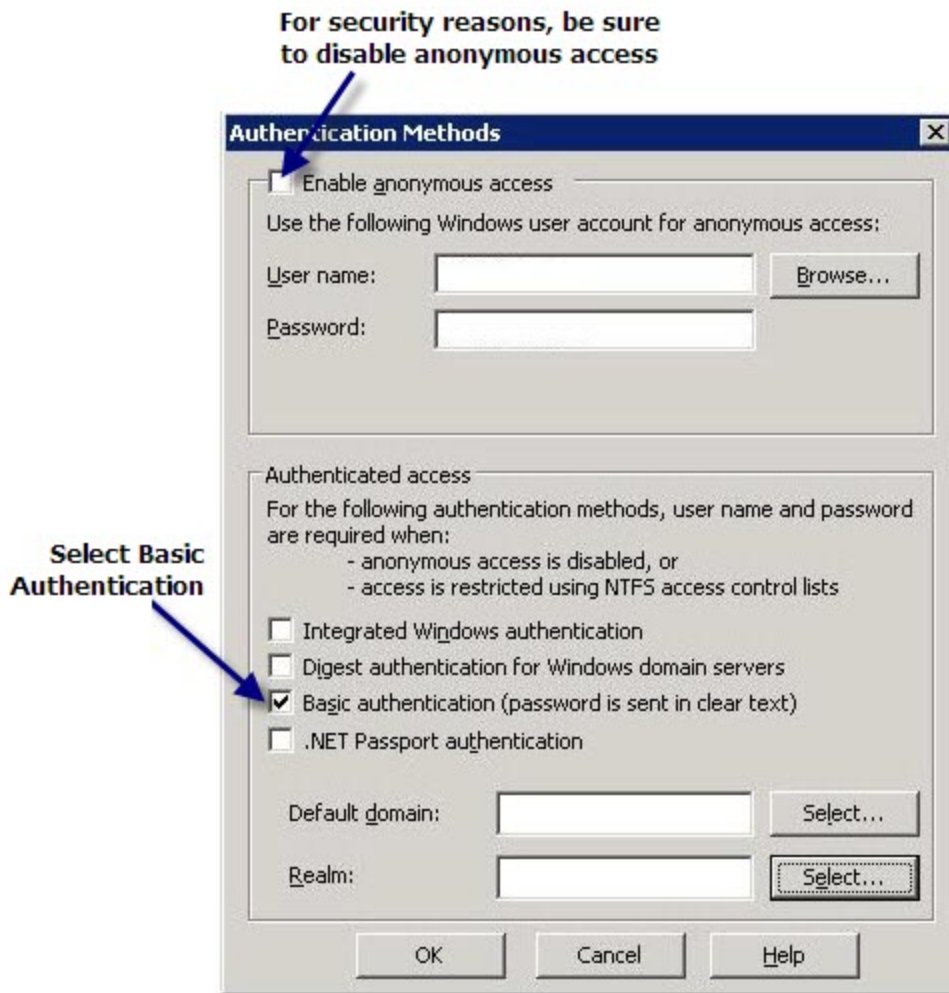 For security reasons, be sure
to disable anonymous access
Authentication Methods
Enable anonymous access
Use the following Windows user account for anonymous access:
User name:
Browse...
Password:
Authenticated access
For the following authentication methods, user name and password
are required when:
- anonymous access is disabled, or
- access is restricted using NTFS access control lists
Select Basic
Authentication
Integrated Windows authentication
Digest authentication for Windows domain servers
Basic authentication (password is sent in clear text)
.NET Passport authentication
Default domain:
Select...
Realm:
Select...
OK
Cancel
Help